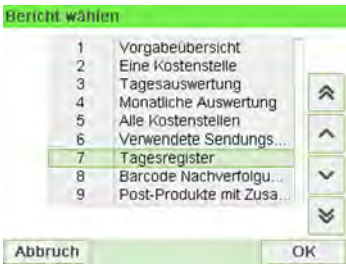 Bericht wählen
1 Vorgabeübersicht
2 Eine Kostenstelle
3 Tagesauswertung
4 Monatliche Auswertung
5 Alle Kostenstellen
6 Verwendete Sendungs...
7 Tagesregister
8 Barcode Nachverfolgu...
9 Post-Produkte mit Zusa...
Abbruch OK